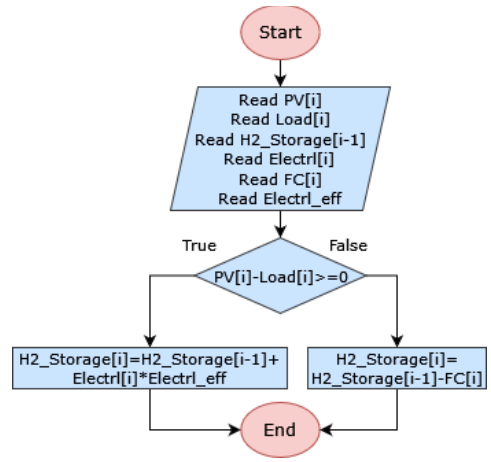 Start
Read PV[i]
Read Load[i]
Read H2_Storage[i-1]
Read Electrl[i]
Read FC[i]
Read Electrl_eff
True
False
PV[i]-Load[i]>=0
H2_Storage[i]=H2_Storage[i-1]+
Electrl[i]*Electrl_eff
H2_Storage[i]=
H2_Storage[i-1]-FC[i]
End